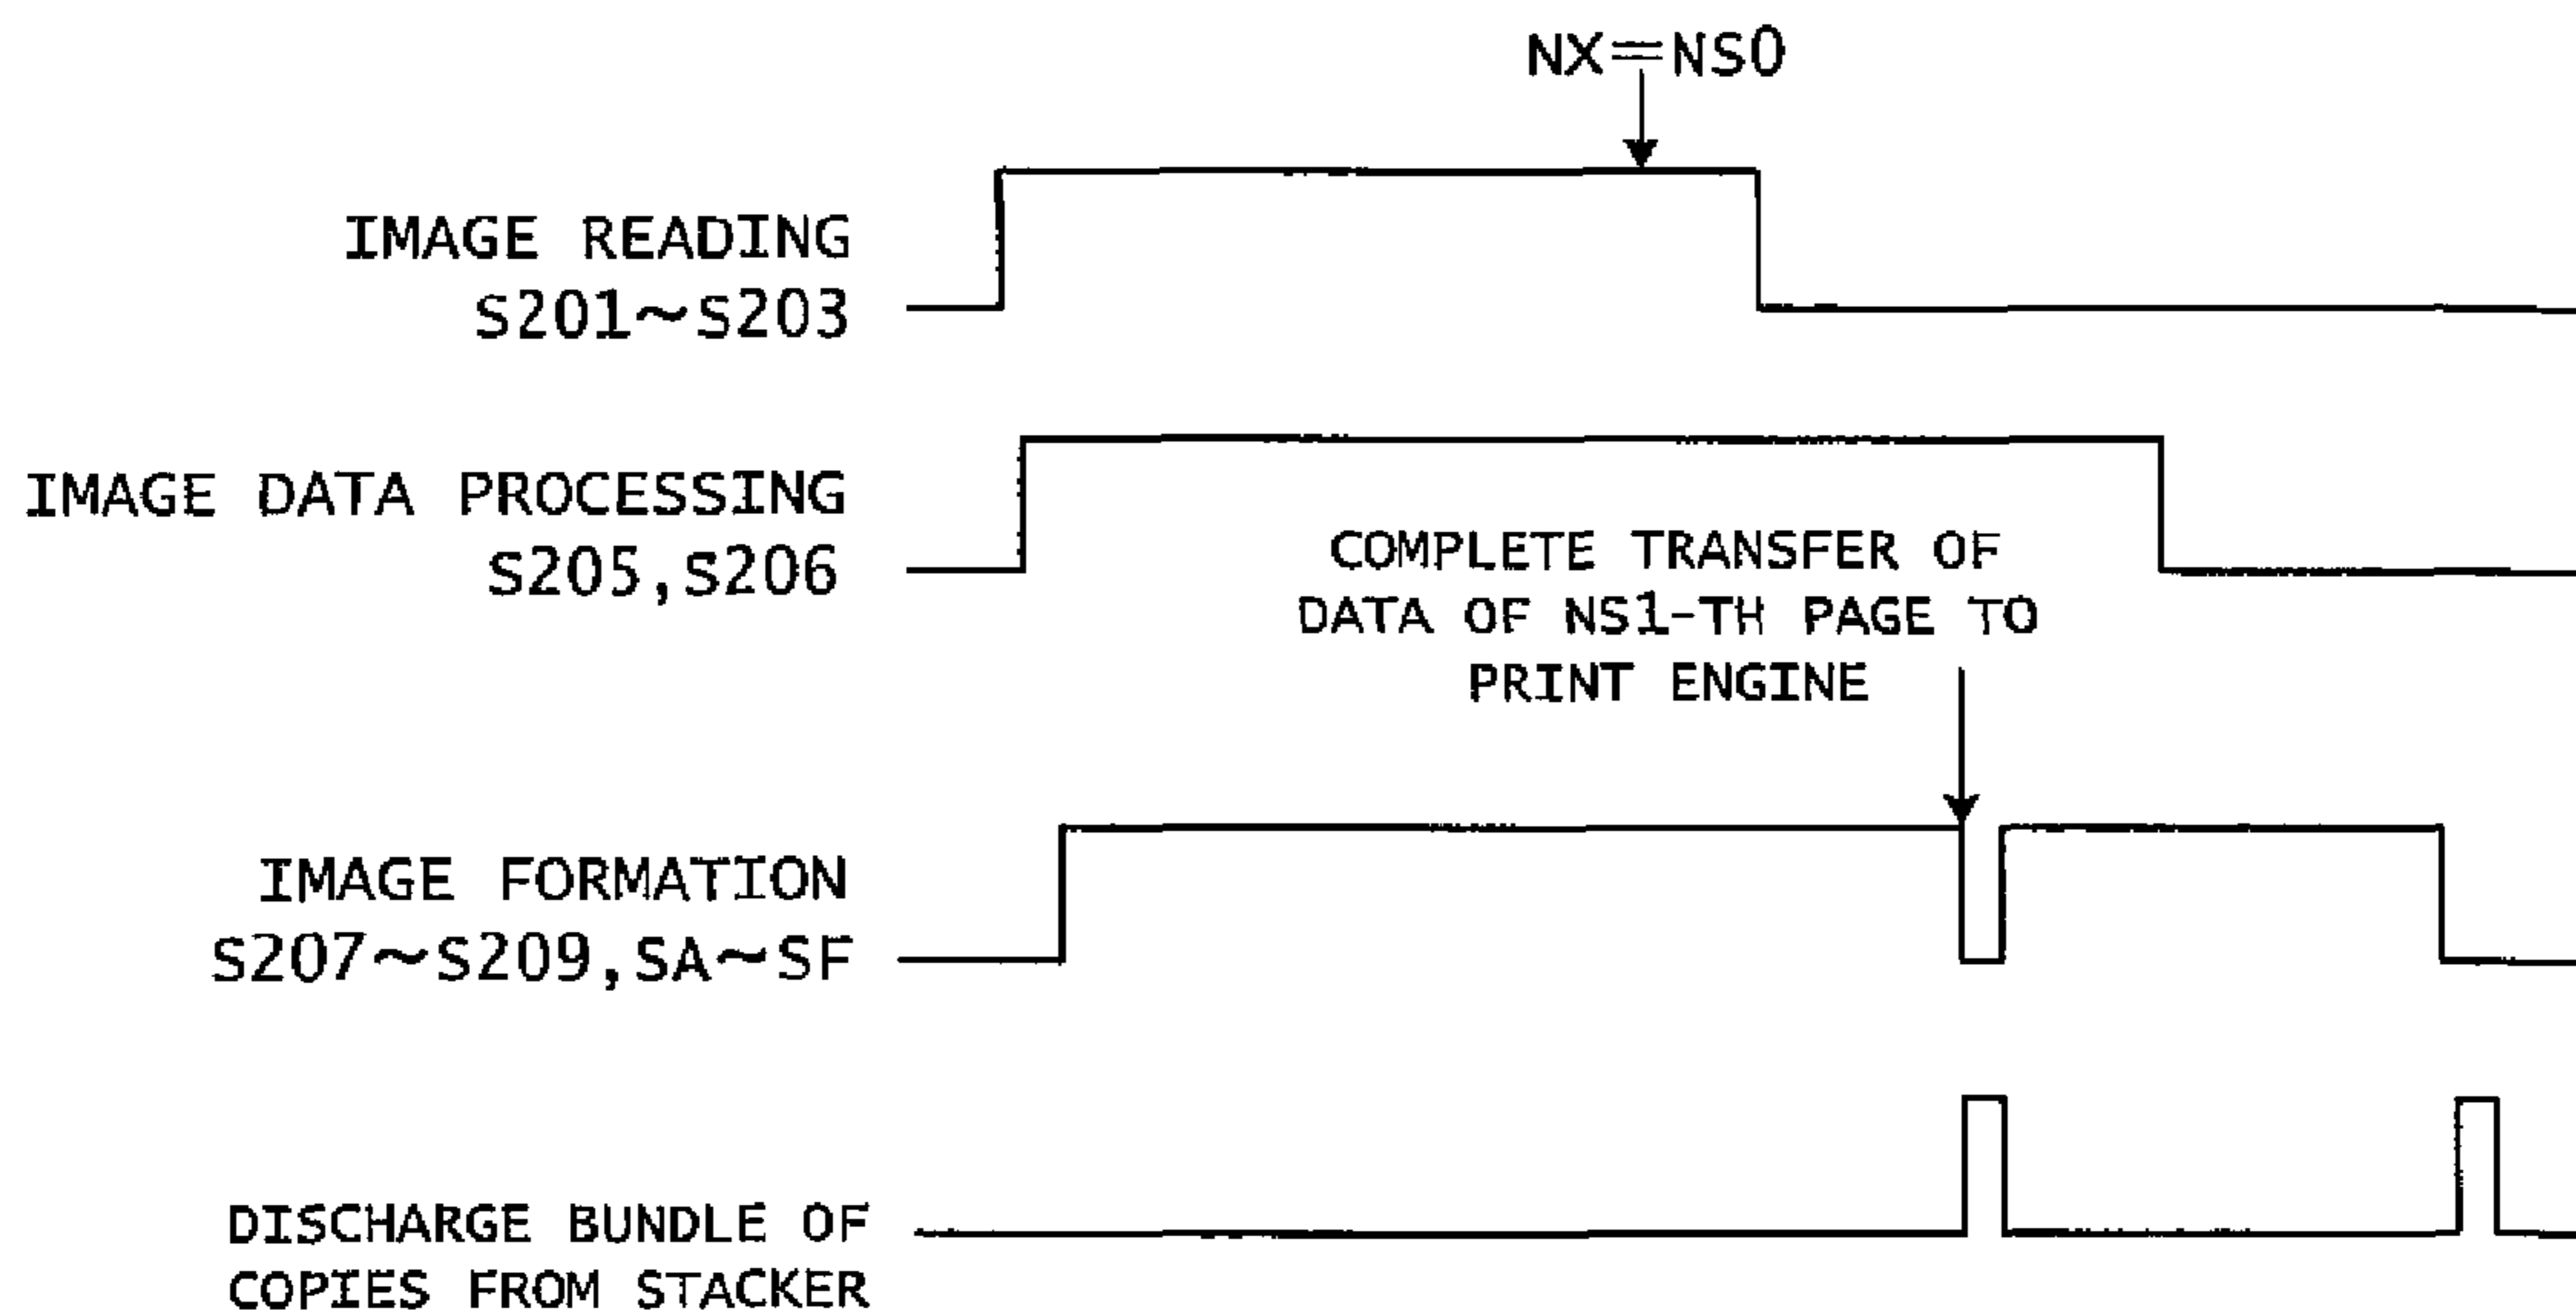 NX=NS0
IMAGE READING
S201~S203
IMAGE DATA PROCESSING
S205,S206
COMPLETE TRANSFER OF
DATA OF NS1-TH PAGE TO
PRINT ENGINE
IMAGE FORMATION
S207~S209,SA~SF
DISCHARGE BUNDLE OF
COPIES FROM STACKER